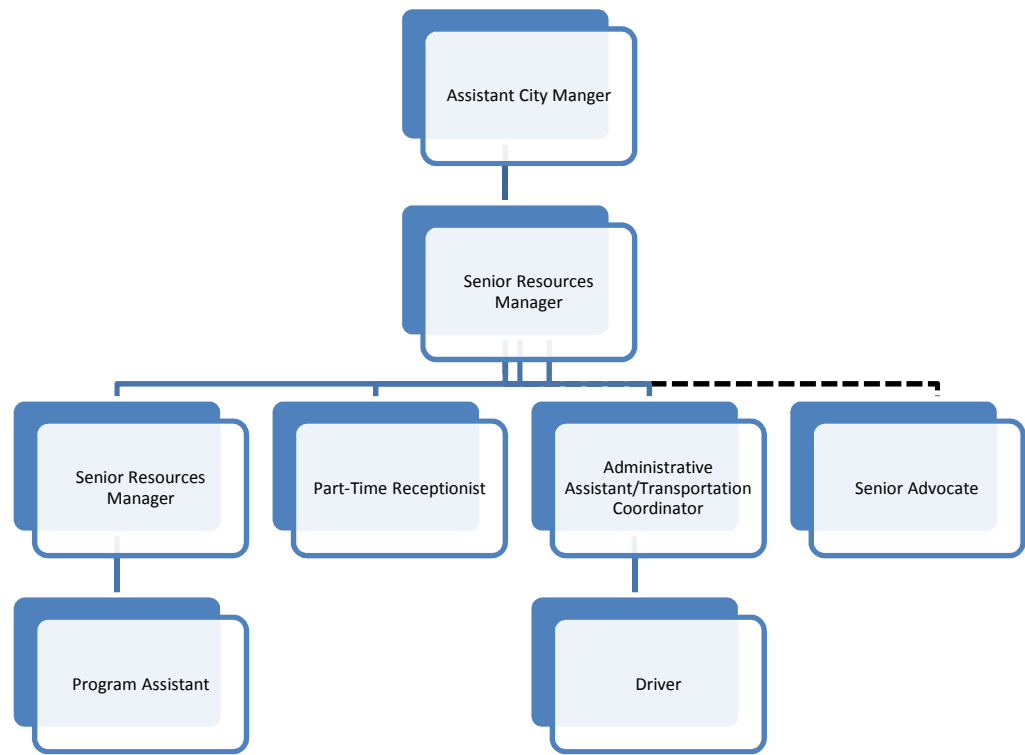 Assistant City Manger
Senior Resources
Manager
Senior Resources
Manager
Part-Time Receptionist
Administrative
Assistant/Transportation
Coordinator
Senior Advocate
Program Assistant
Driver